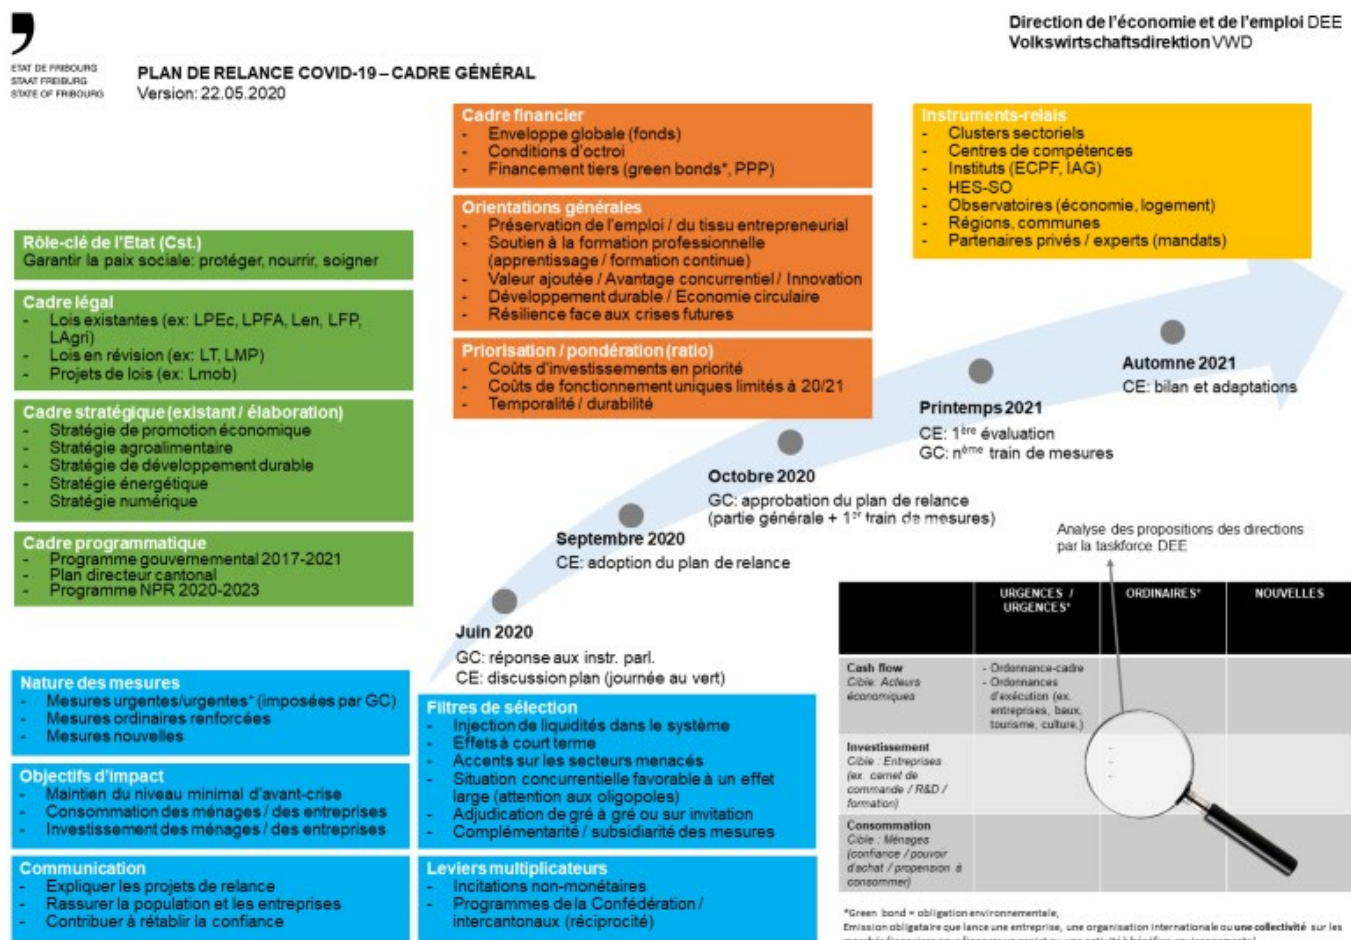 ETAT DE FRIBOURG
STAAT FREIBURG
STATE OF FRIBOURG
PLAN DE RELANCE COVID-19 – CADRE GÉNÉRAL
Version: 22.05.2020
Direction de l'économie et de l'emploi DEE
Volkswirtschaftsdirektion VWD
Rôle-clé de l'Etat (Cst.)
Garantir la paix sociale: protéger, nourrir, soigner
Cadre légal
- Lois existantes (ex: LPEc, LPFA, Len, LFP,
LAgri)
- Lois en révision (ex: LT, LMP)
- Projets de lois (ex: Lmob)
Cadre stratégique (existant / élaboration)
- Stratégie de promotion économique
- Stratégie agroalimentaire
- Stratégie de développement durable
- Stratégie énergétique
- Stratégie numérique
Cadre programmatique
- Programme gouvernemental 2017-2021
- Plan directeur cantonal
- Programme NPR 2020-2023
Cadre financier
- Enveloppe globale (fonds)
- Conditions d'octroi
- Financement tiers (green bonds*, PPP)
Orientations générales
- Préservation de l'emploi / du tissu entrepreneurial
- Soutien à la formation professionnelle
(apprentissage / formation continue)
- Valeur ajoutée / Avantage concurrentiel / Innovation
- Développement durable / Economie circulaire
- Résilience face aux crises futures
Priorisation / pondération (ratio)
- Coûts d'investissements en priorité
- Coûts de fonctionnement uniques limités à 20/21
- Temporalité / durabilité
Instruments-relais
- Clusters sectoriels
- Centres de compétences
- Instituts (ECPF, IAG)
- HES-SO
- Observatoires (économie, logement)
- Régions, communes
- Partenaires privés / experts (mandats)
Juin 2020
GC: réponse aux instr. parl.
CE: discussion plan (journée au vert)
Septembre 2020
CE: adoption du plan de relance
Octobre 2020
GC: approbation du plan de relance
(partie générale + 1er train de mesures)
Printemps 2021
CE: 1ère évaluation
GC: nème train de mesures
Automne 2021
CE: bilan et adaptations
Nature des mesures
- Mesures urgentes/urgentes+ (imposées par GC)
- Mesures ordinaires renforcées
- Mesures nouvelles
Objectifs d'impact
- Maintien du niveau minimal d'avant-crise
- Consommation des ménages / des entreprises
- Investissement des ménages / des entreprises
Communication
- Expliquer les projets de relance
- Rassurer la population et les entreprises
- Contribuer à rétablir la confiance
Filtres de sélection
- Injection de liquidités dans le système
- Effets à court terme
- Accents sur les secteurs menacés
- Situation concurrentielle favorable à un effet
large (attention aux oligopoles)
- Adjudication de gré à gré ou sur invitation
- Complémentarité / subsidiarité des mesures
Leviers multiplicateurs
- Incitations non-monétaires
- Programmes de la Confédération /
intercantonaux (réciprocité)
Analyse des propositions des directions
par la taskforce DEE
URGENCES /
URGENCES+
ORDINAIRES+
NOUVELLES
Cash flow
Cible: Acteurs
économiques
- Ordonnance-cadre
- Ordonnances
d'exécution (ex.
entreprises, baux,
tourisme, culture,)
Investissement
Cible : Entreprises
(ex. carnet de
commande / R&D /
formation)
-
-
-
Consommation
Cible : Ménages
(confiance / pouvoir
d'achat / propension à
consommer)
*Green bond = obligation environnementale,
Emission obligataire que lance une entreprise, une organisation internationale ou une collectivité sur les